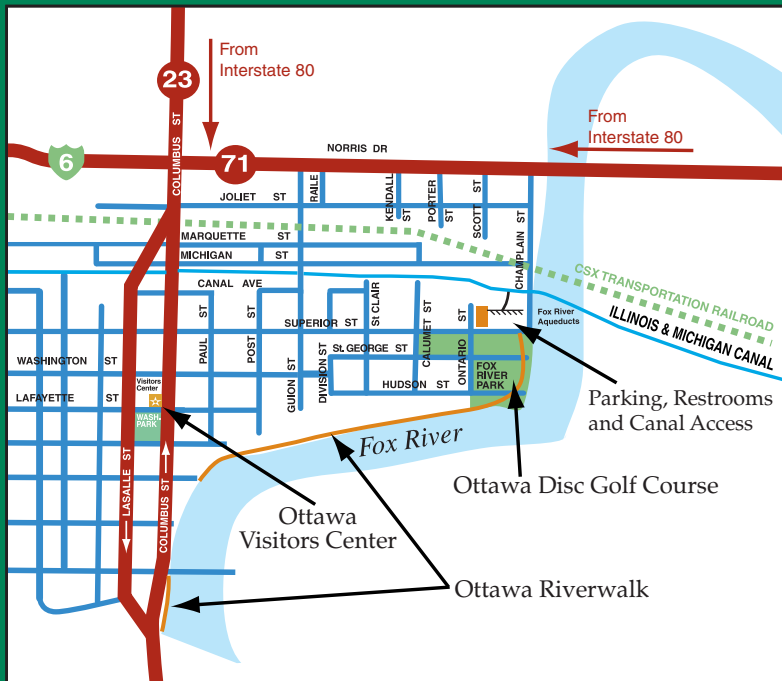 From
Interstate 80
23
COLUMBUS ST
6
71
NORRIS DR
From
Interstate 80
RAILE
KENDALL ST
PORTER ST
SCOTT ST
CHAMPLAIN ST
JOLIET ST
MARQUETTE ST
MICHIGAN ST
CSX TRANSPORTATION RAILROAD
ILLINOIS & MICHIGAN CANAL
CANAL AVE
PAUL ST
POST ST
SUPERIOR ST
St CLAIR
CALUMET ST
ONTARIO ST
Fox River
Aqueducts
GUION ST
DIVISION ST
St. GEORGE ST
WASHINGTON ST
Visitors
Center
LAFAYETTE ST
WASH.
PARK
HUDSON ST
FOX
RIVER
PARK
Parking, Restrooms
and Canal Access
Fox River
Ottawa Disc Golf Course
LASALLE ST
COLUMBUS ST
Ottawa
Visitors Center
Ottawa Riverwalk